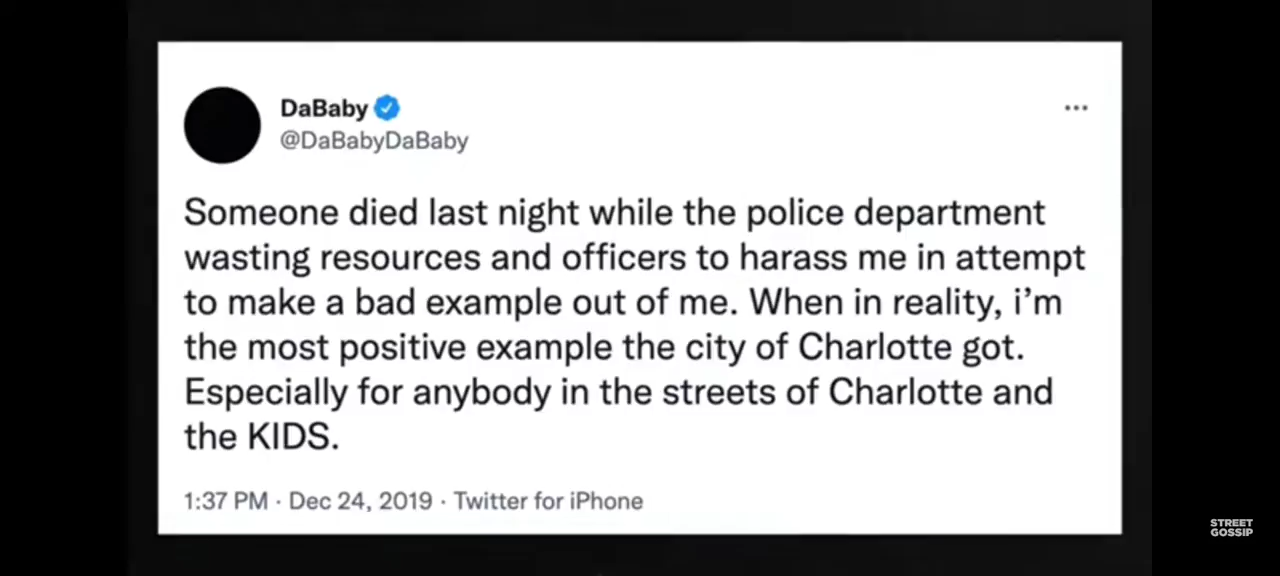 DaBaby
@DaBabyDaBaby
Someone died last night while the police department
wasting resources and officers to harass me in attempt
to make a bad example out of me. When in reality, i’m
the most positive example the city of Charlotte got.
Especially for anybody in the streets of Charlotte and
the KIDS.
1:37 PM · Dec 24, 2019 · Twitter for iPhone
STREET
GOSSIP